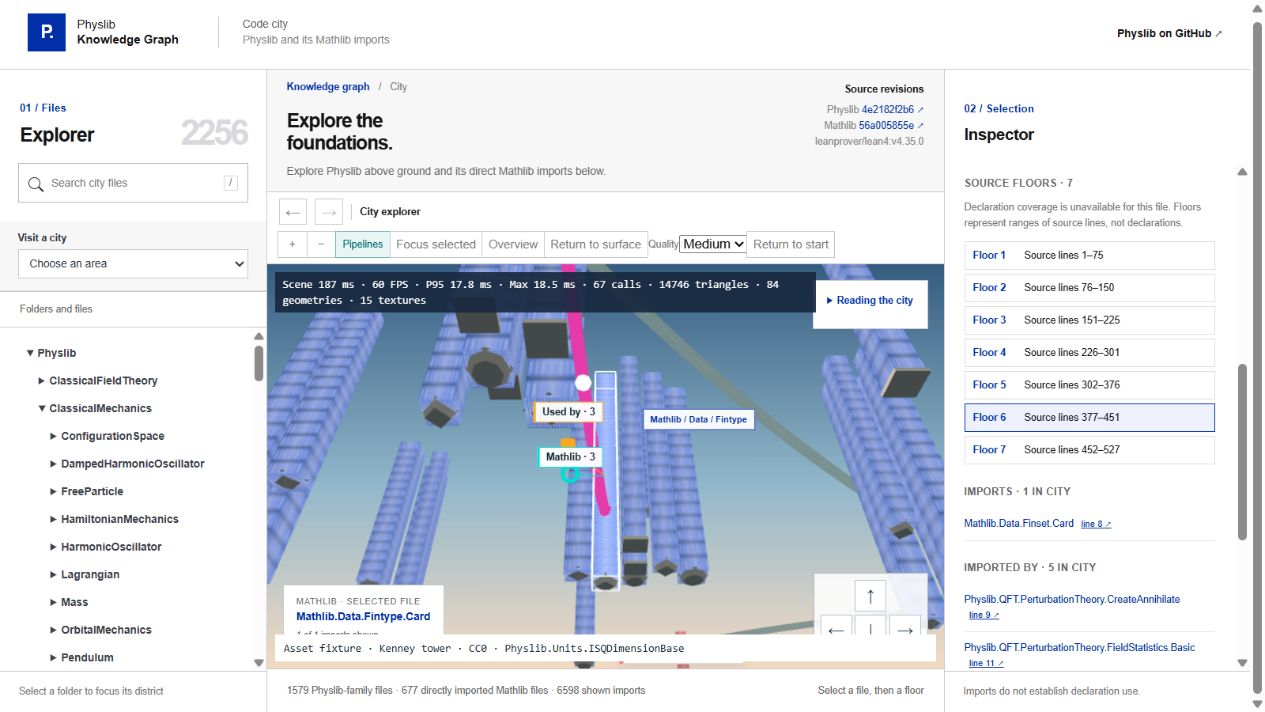 P.
Physlib
Knowledge Graph
Code city
Physlib and its Mathlib imports
Physlib on GitHub ↗
01 / Files
Explorer
2256
Search city files
/
Visit a city
Choose an area
Folders and files
▼ Physlib
▶ ClassicalFieldTheory
▼ ClassicalMechanics
▶ ConfigurationSpace
▶ DampedHarmonicOscillator
▶ FreeParticle
▶ HamiltonianMechanics
▶ HarmonicOscillator
▶ Lagrangian
▶ Mass
▶ OrbitalMechanics
▶ Pendulum
Select a folder to focus its district
Knowledge graph / City
Explore the
foundations.
Explore Physlib above ground and its direct Mathlib imports below.
Source revisions
Physlib 4e2182f2b6 ↗
Mathlib 56a005855e ↗
leanprover/lean4:v4.35.0
← → City explorer
+ − Pipelines Focus selected Overview Return to surface Quality Medium Return to start
Scene 187 ms · 60 FPS · P95 17.8 ms · Max 18.5 ms · 67 calls · 14746 triangles · 84
geometries · 15 textures
▶ Reading the city
Used by · 3
Mathlib / Data / Fintype
Mathlib · 3
MATHLIB · SELECTED FILE
Mathlib.Data.Fintype.Card
1 of 1 imports shown
↑
← ↓ →
Asset fixture · Kenney tower · CC0 · Physlib.Units.ISQDimensionBase
1579 Physlib-family files · 677 directly imported Mathlib files · 6598 shown imports
Select a file, then a floor
02 / Selection
Inspector
SOURCE FLOORS · 7
Declaration coverage is unavailable for this file. Floors
represent ranges of source lines, not declarations.
Floor 1 Source lines 1–75
Floor 2 Source lines 76–150
Floor 3 Source lines 151–225
Floor 4 Source lines 226–301
Floor 5 Source lines 302–376
Floor 6 Source lines 377–451
Floor 7 Source lines 452–527
IMPORTS · 1 IN CITY
Mathlib.Data.Finset.Card line 8 ↗
IMPORTED BY · 5 IN CITY
Physlib.QFT.PerturbationTheory.CreateAnnihilate
line 9 ↗
Physlib.QFT.PerturbationTheory.FieldStatistics.Basic
line 11 ↗
Imports do not establish declaration use.